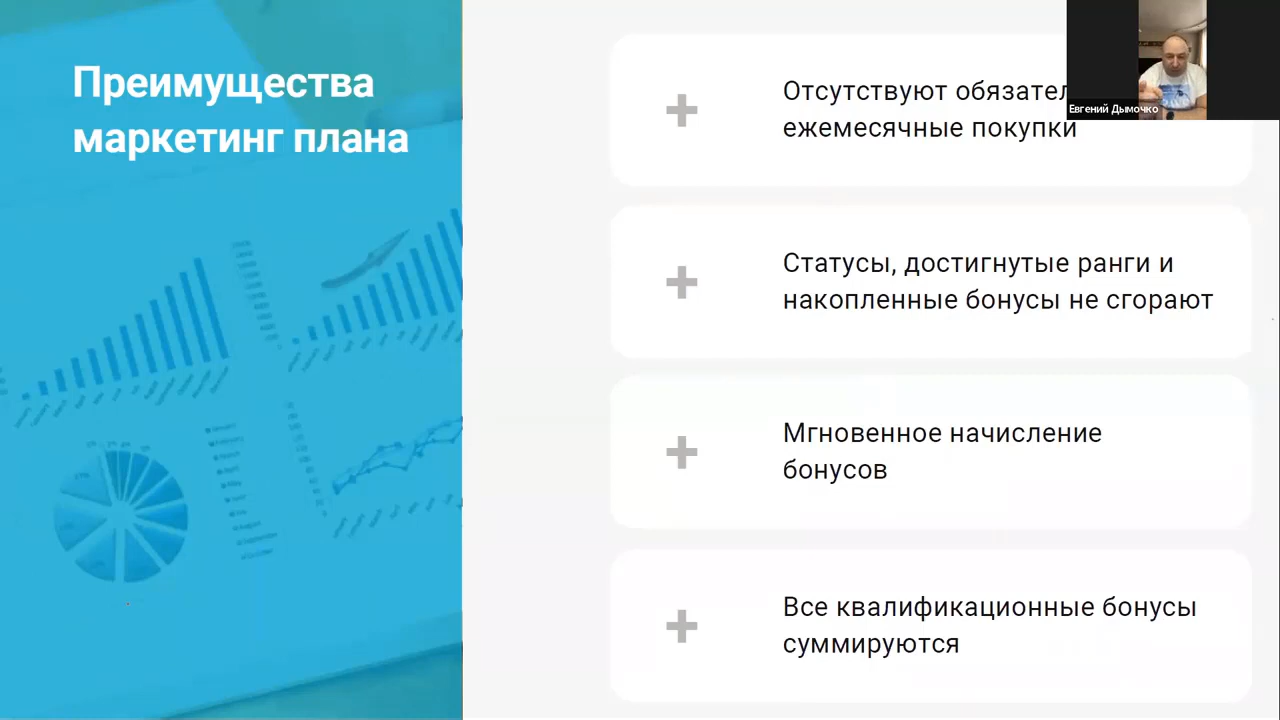 Преимущества
маркетинг плана
Отсутствуют
ежемесячные покупки
Евгений Дымочко
Статусы, достигнутые ранги и
накопленные бонусы не сгорают
Мгновенное начисление
бонусов
Все квалификационные бонусы
суммируются